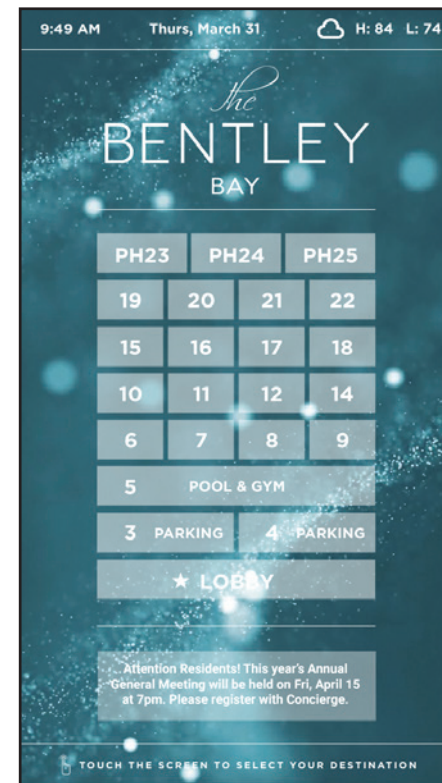 9:49 AM Thurs, March 31 H: 84 L: 74
the
BENTLEY
BAY
PH23 PH24 PH25
19 20 21 22
15 16 17 18
10 11 12 14
6 7 8 9
5 POOL & GYM
3 PARKING 4 PARKING
★ LOBBY
Attention Residents! This year's Annual
General Meeting will be held on Fri, April 15
at 7pm. Please register with Concierge.
TOUCH THE SCREEN TO SELECT YOUR DESTINATION